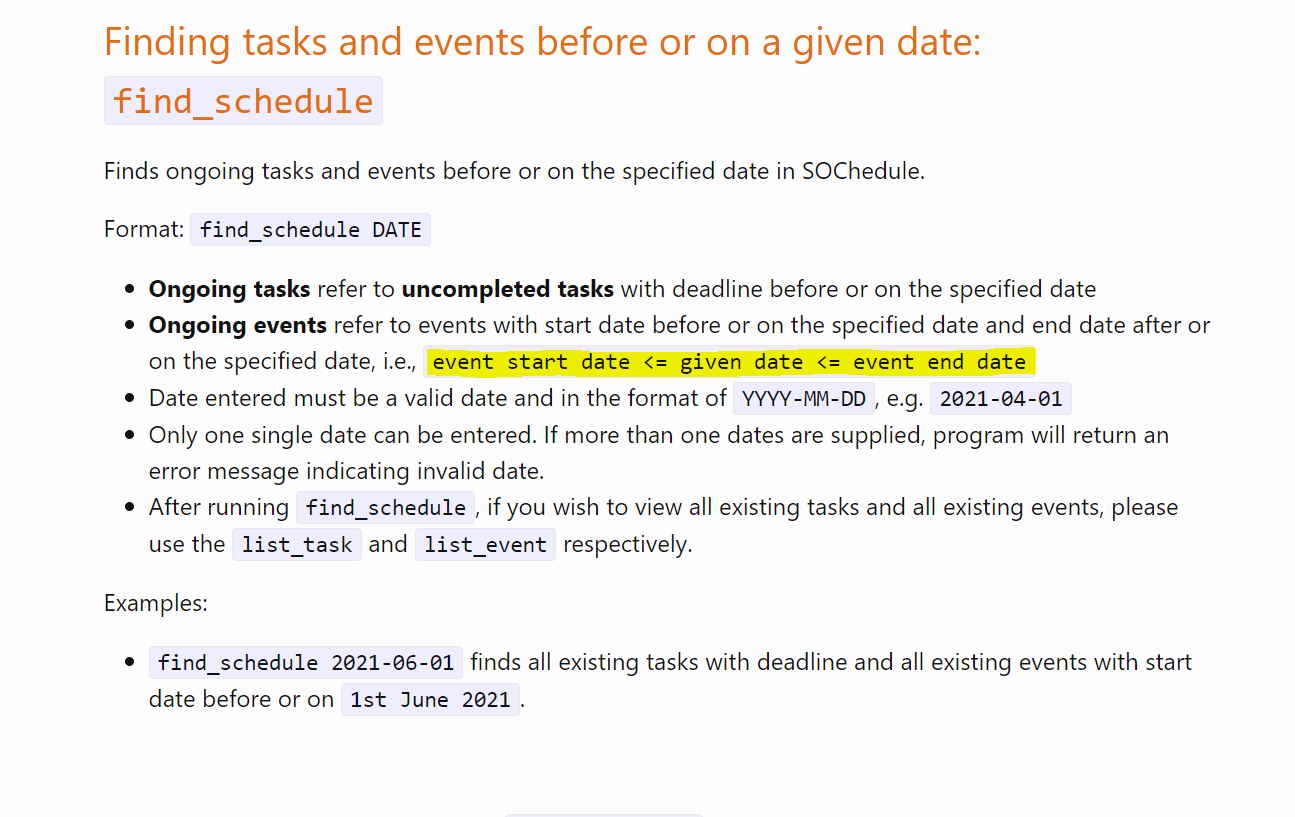 Finding tasks and events before or on a given date:
find_schedule
Finds ongoing tasks and events before or on the specified date in SOChedule.
Format: find_schedule DATE
Ongoing tasks refer to uncompleted tasks with deadline before or on the specified date
Ongoing events refer to events with start date before or on the specified date and end date after or
on the specified date, i.e., event start date <= given date <= event end date
Date entered must be a valid date and in the format of YYYY-MM-DD, e.g. 2021-04-01
Only one single date can be entered. If more than one dates are supplied, program will return an
error message indicating invalid date.
After running find_schedule, if you wish to view all existing tasks and all existing events, please
use the list_task and list_event respectively.
Examples:
find_schedule 2021-06-01 finds all existing tasks with deadline and all existing events with start
date before or on 1st June 2021.